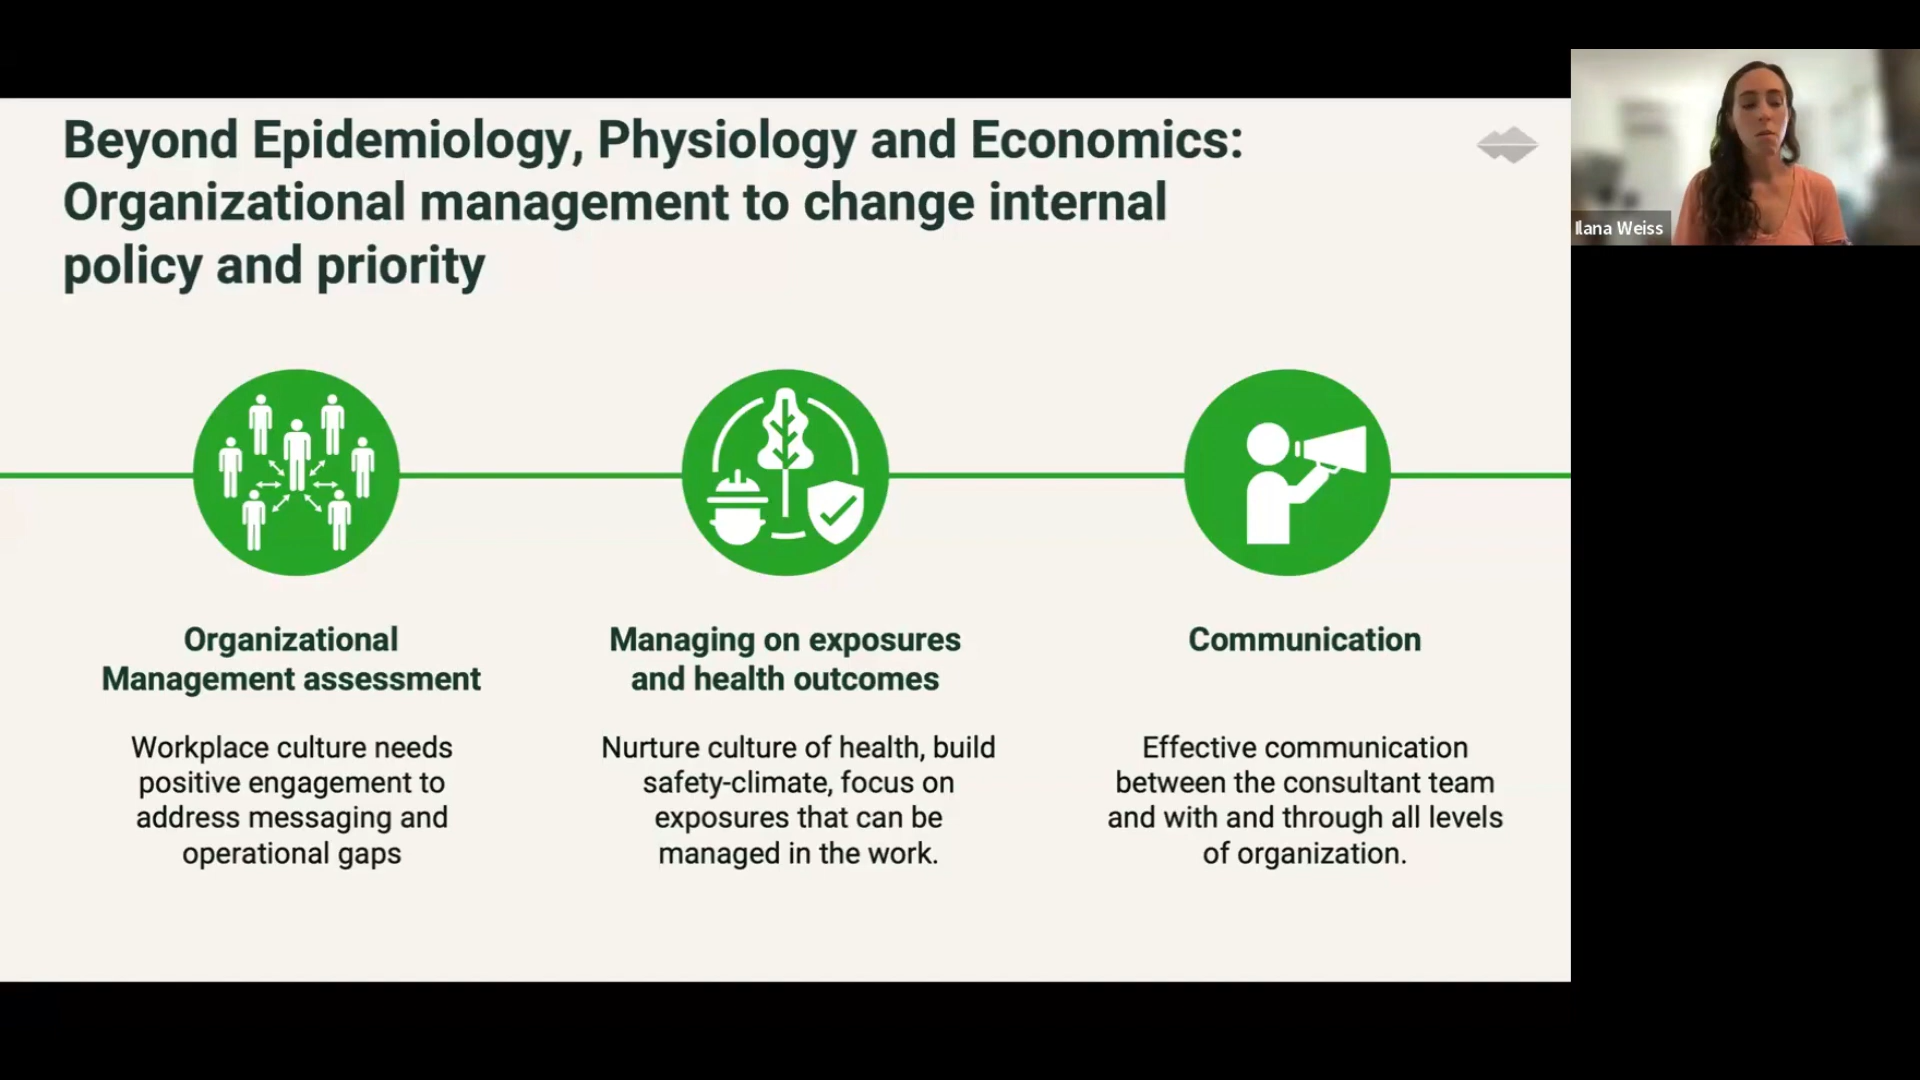 Beyond Epidemiology, Physiology and Economics:
Organizational management to change internal
policy and priority
Ilana Weiss
Organizational
Management assessment
Workplace culture needs
positive engagement to
address messaging and
operational gaps
Managing on exposures
and health outcomes
Nurture culture of health, build
safety-climate, focus on
exposures that can be
managed in the work.
Communication
Effective communication
between the consultant team
and with and through all levels
of organization.